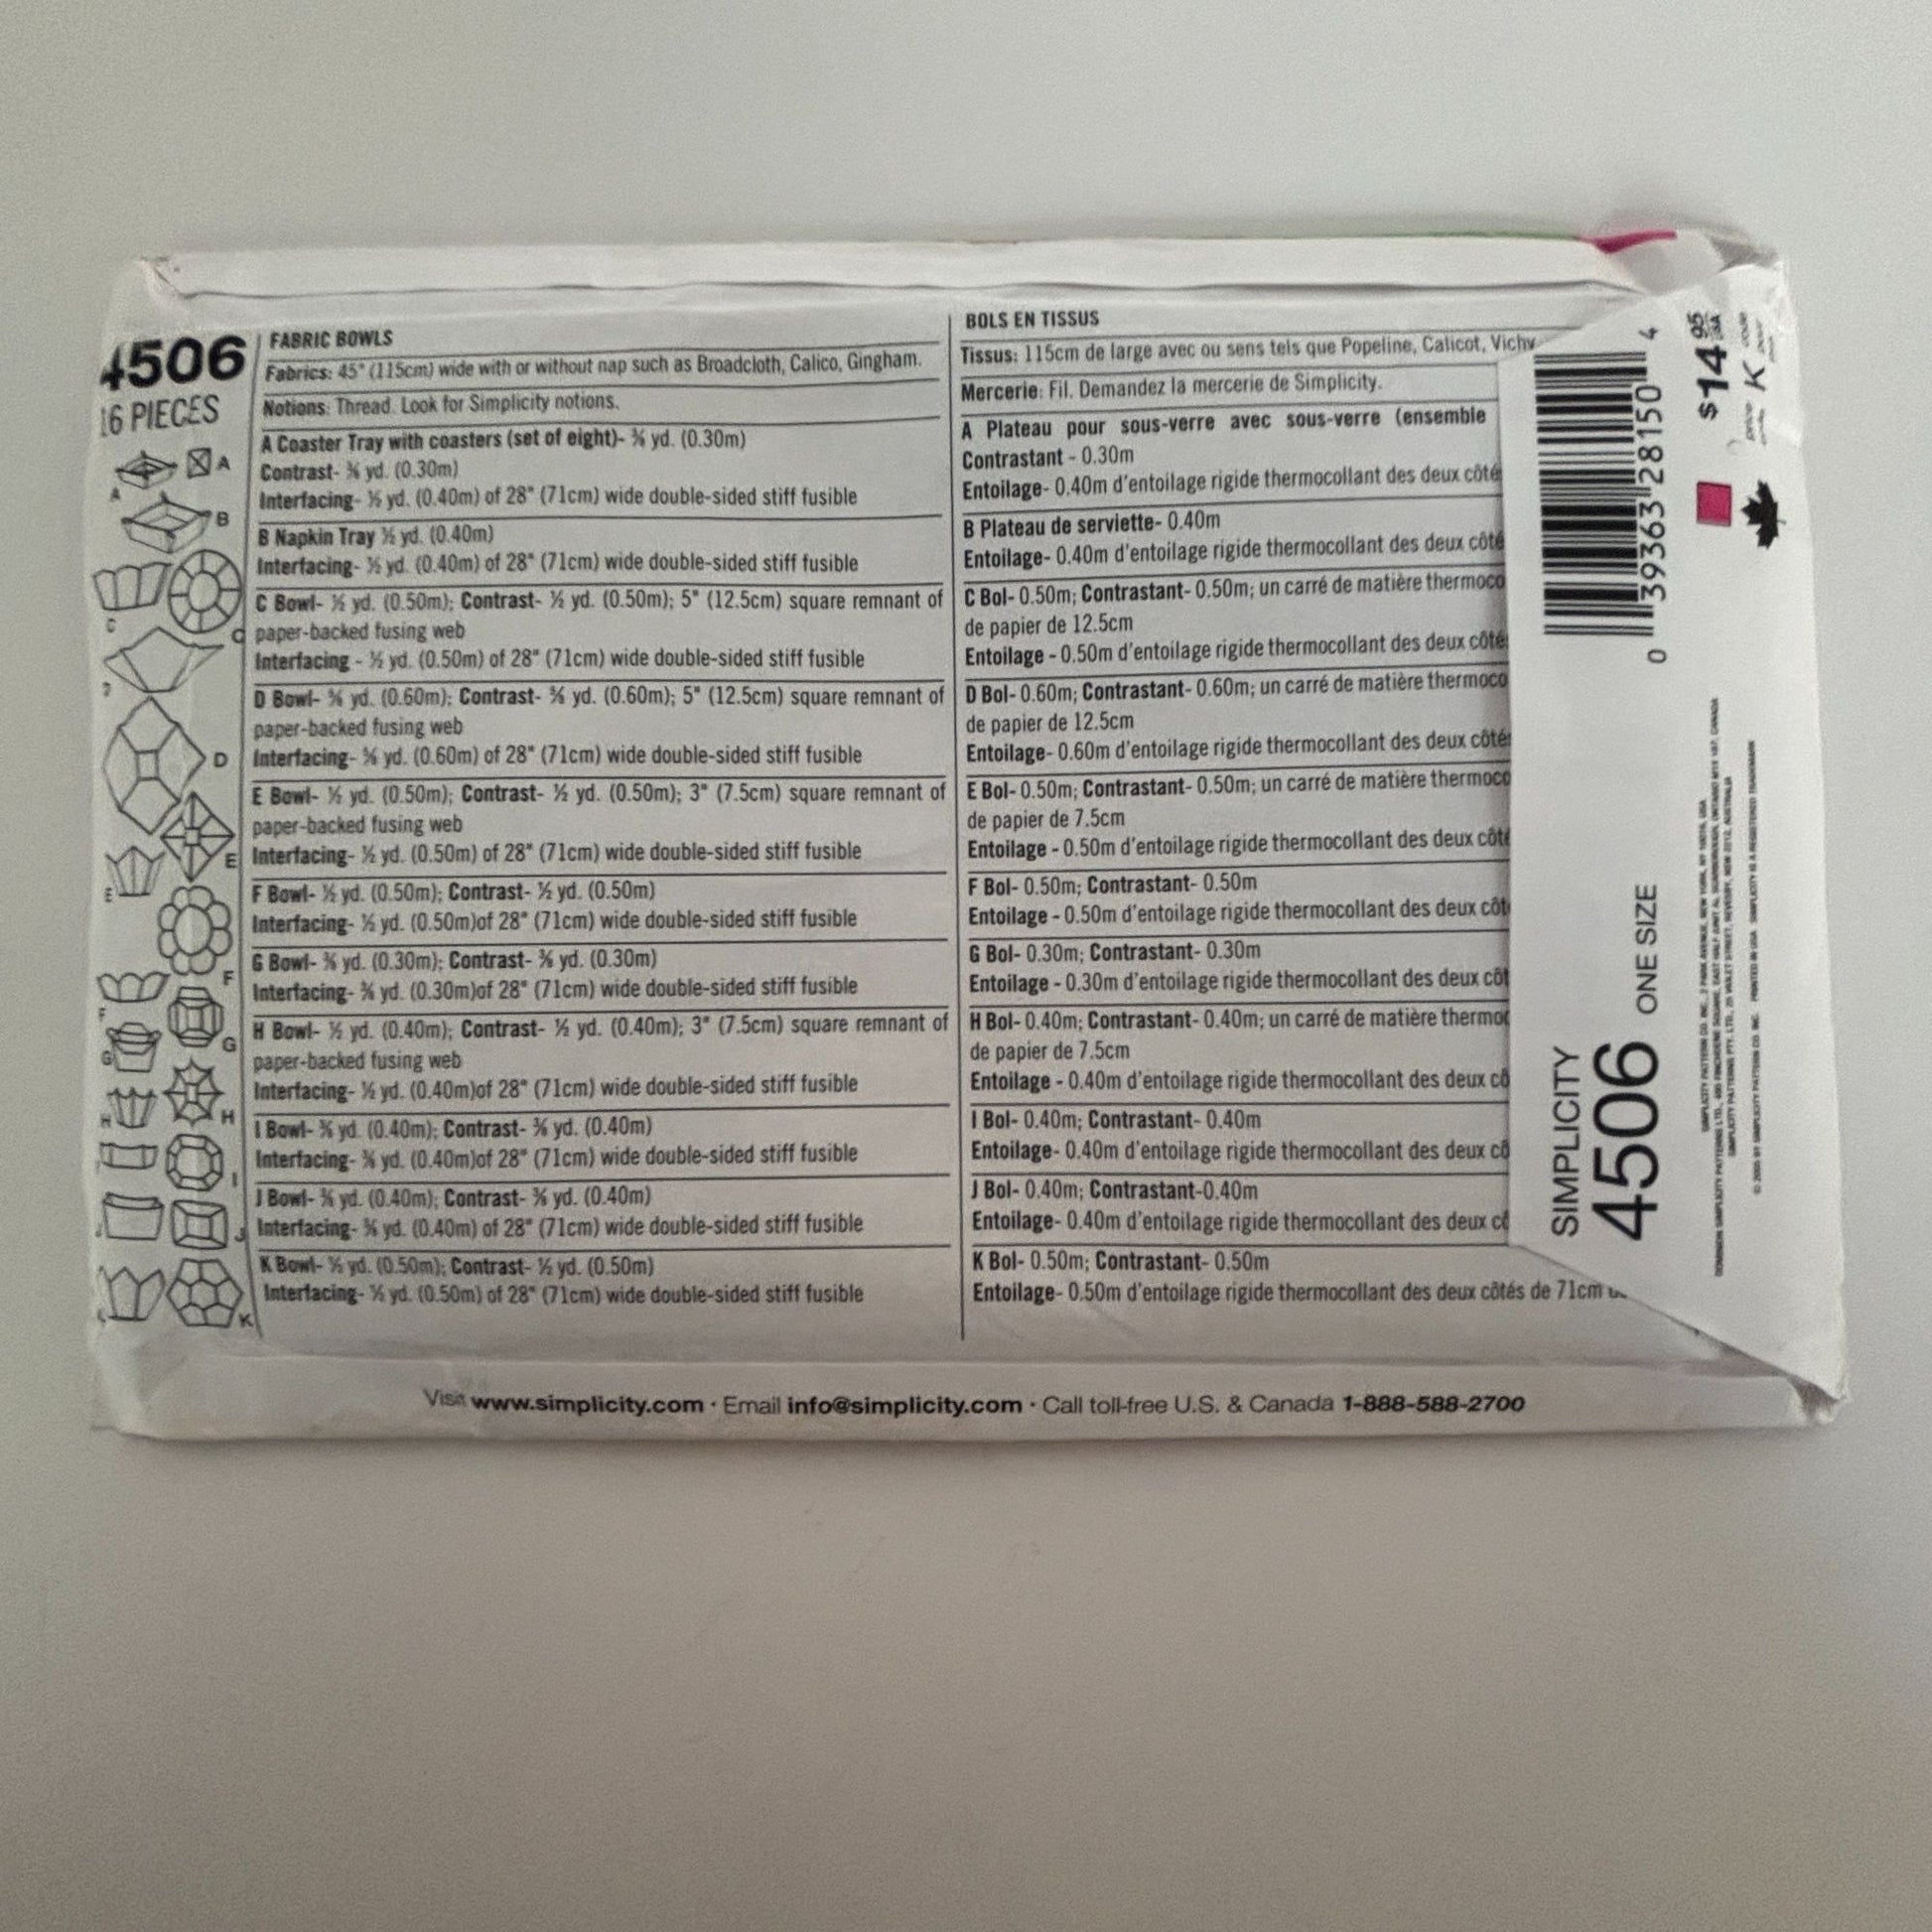 4506
16 PIECES
A
A
B
C
C
D
D
E
E
F
F
G
G
H
H
I
J
J
K
FABRIC BOWLS
Fabrics: 45" (115cm) wide with or without nap such as Broadcloth, Calico, Gingham.
Notions: Thread. Look for Simplicity notions.
A Coaster Tray with coasters (set of eight)- ⅜ yd. (0.30m)
Contrast- ⅜ yd. (0.30m)
Interfacing- yd. (0.40m) of 28" (71cm) wide double-sided stiff fusible
B Napkin Tray yd. (0.40m)
Interfacing- yd. (0.40m) of 28" (71cm) wide double-sided stiff fusible
C Bowl- ½ yd. (0.50m); Contrast- ½ yd. (0.50m); 5" (12.5cm) square remnant of
paper-backed fusing web
Interfacing - ½ yd. (0.50m) of 28" (71cm) wide double-sided stiff fusible
D Bowl- ⅝ yd. (0.60m); Contrast- ⅝ yd. (0.60m); 5" (12.5cm) square remnant of
paper-backed fusing web
Interfacing- ⅝ yd. (0.60m) of 28" (71cm) wide double-sided stiff fusible
E Bowl- ½ yd. (0.50m); Contrast- ½ yd. (0.50m); 3" (7.5cm) square remnant of
paper-backed fusing web
Interfacing- ½ yd. (0.50m) of 28" (71cm) wide double-sided stiff fusible
F Bowl- ½ yd. (0.50m); Contrast- ½ yd. (0.50m)
Interfacing- ½ yd. (0.50m)of 28" (71cm) wide double-sided stiff fusible
G Bowl- ⅜ yd. (0.30m); Contrast- ⅜ yd. (0.30m)
Interfacing- ⅜ yd. (0.30m)of 28" (71cm) wide double-sided stiff fusible
H Bowl- ½ yd. (0.40m); Contrast- ½ yd. (0.40m); 3" (7.5cm) square remnant of
paper-backed fusing web
Interfacing- ½ yd. (0.40m)of 28" (71cm) wide double-sided stiff fusible
I Bowl- ⅜ yd. (0.40m); Contrast- ⅜ yd. (0.40m)
Interfacing- ⅜ yd. (0.40m)of 28" (71cm) wide double-sided stiff fusible
J Bowl- ⅜ yd. (0.40m); Contrast- ⅜ yd. (0.40m)
Interfacing- ⅜ yd. (0.40m) of 28" (71cm) wide double-sided stiff fusible
K Bowl- ½ yd. (0.50m); Contrast- ½ yd. (0.50m)
Interfacing- ½ yd. (0.50m) of 28" (71cm) wide double-sided stiff fusible
BOLS EN TISSUS
Tissus: 115cm de large avec ou sens tels que Popeline, Calicot, Vichy
Mercerie: Fil. Demandez la mercerie de Simplicity.
A Plateau pour sous-verre avec sous-verre (ensemble
Contrastant - 0.30m
Entoilage- 0.40m d'entoilage rigide thermocollant des deux côté
B Plateau de serviette- 0.40m
Entoilage- 0.40m d'entoilage rigide thermocollant des deux côté
C Bol- 0.50m; Contrastant- 0.50m; un carré de matière thermoco
de papier de 12.5cm
Entoilage - 0.50m d'entoilage rigide thermocollant des deux côté
D Bol- 0.60m; Contrastant- 0.60m; un carré de matière thermoco
de papier de 12.5cm
Entoilage- 0.60m d'entoilage rigide thermocollant des deux côté
E Bol- 0.50m; Contrastant- 0.50m; un carré de matière thermoco
de papier de 7.5cm
Entoilage - 0.50m d'entoilage rigide thermocollant des deux côté
F Bol- 0.50m; Contrastant- 0.50m
Entoilage - 0.50m d'entoilage rigide thermocollant des deux côt
G Bol- 0.30m; Contrastant- 0.30m
Entoilage - 0.30m d'entoilage rigide thermocollant des deux côt
H Bol- 0.40m; Contrastant- 0.40m; un carré de matière thermo
de papier de 7.5cm
Entoilage - 0.40m d'entoilage rigide thermocollant des deux cô
I Bol- 0.40m; Contrastant- 0.40m
Entoilage- 0.40m d'entoilage rigide thermocollant des deux cô
J Bol- 0.40m; Contrastant-0.40m
Entoilage- 0.40m d'entoilage rigide thermocollant des deux cô
K Bol- 0.50m; Contrastant- 0.50m
Entoilage- 0.50m d'entoilage rigide thermocollant des deux côtés de 71cm
0 39363 28150 4
$14.95
USA
K
SIMPLICITY
4506 ONE SIZE
SIMPLICITY PATTERN CO. INC. 2 PARK AVENUE, NEW YORK, NY 10016, USA
PRINTED IN USA SIMPLICITY IS A REGISTERED TRADEMARK
Visit www.simplicity.com · Email info@simplicity.com · Call toll-free U.S. & Canada 1-888-588-2700